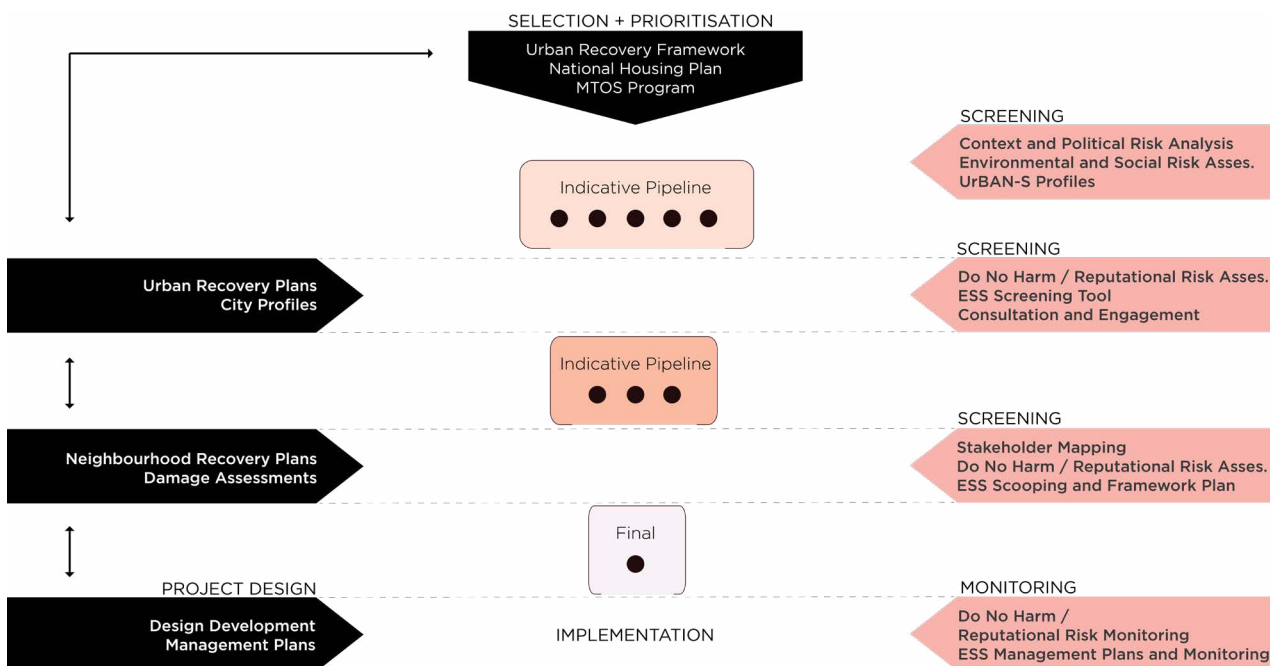 SELECTION + PRIORITISATION
Urban Recovery Framework
National Housing Plan
MTOS Program
SCREENING
Context and Political Risk Analysis
Environmental and Social Risk Asses.
UrBAN-S Profiles
Indicative Pipeline
Urban Recovery Plans
City Profiles
SCREENING
Do No Harm / Reputational Risk Asses.
ESS Screening Tool
Consultation and Engagement
Indicative Pipeline
Neighbourhood Recovery Plans
Damage Assessments
SCREENING
Stakeholder Mapping
Do No Harm / Reputational Risk Asses.
ESS Scooping and Framework Plan
Final
PROJECT DESIGN
Design Development
Management Plans
IMPLEMENTATION
MONITORING
Do No Harm /
Reputational Risk Monitoring
ESS Management Plans and Monitoring